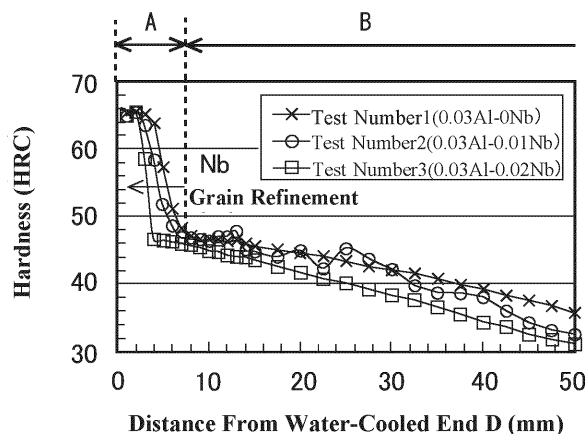 A B
70
60
50
40
30
Hardness (HRC)
Test Number1(0.03Al-0Nb)
Test Number2(0.03Al-0.01Nb)
Test Number3(0.03Al-0.02Nb)
Nb
Grain Refinement
0 10 20 30 40 50
Distance From Water-Cooled End D (mm)